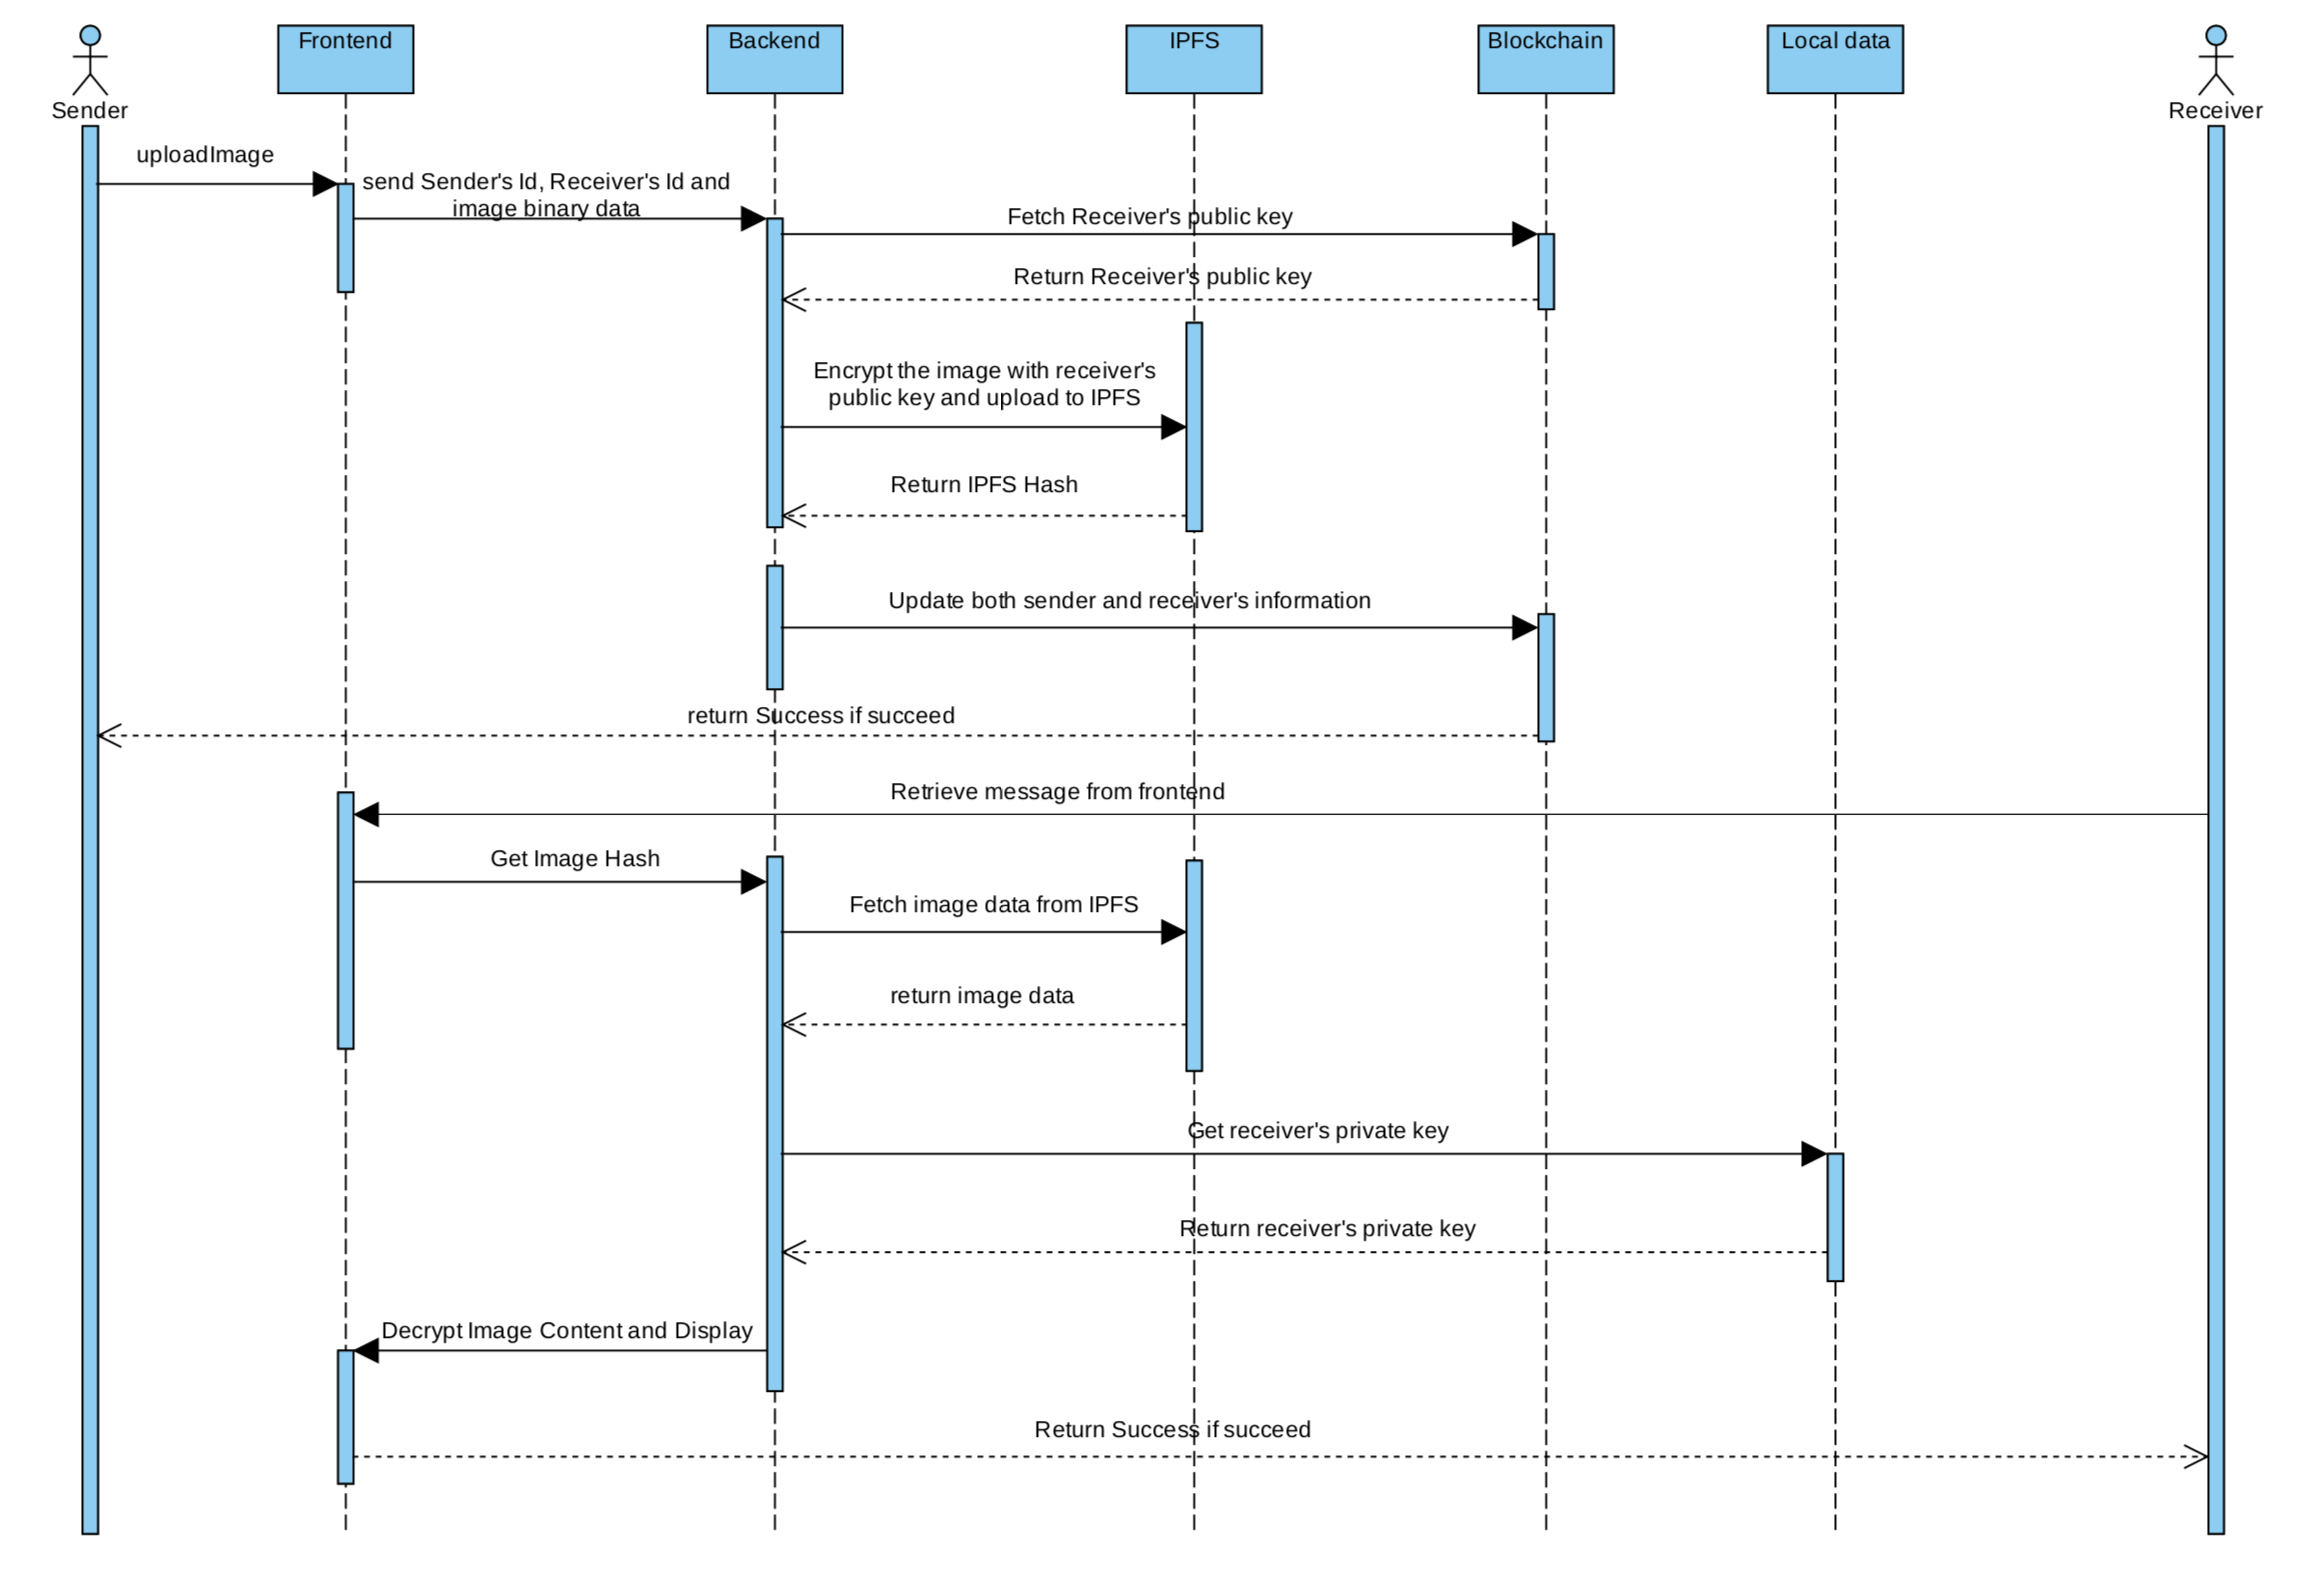 Frontend
Backend
IPFS
Blockchain
Local data
Sender
Receiver
uploadImage
send Sender's Id, Receiver's Id and
image binary data
Fetch Receiver's public key
Return Receiver's public key
Encrypt the image with receiver's
public key and upload to IPFS
Return IPFS Hash
Update both sender and receiver's information
return Success if succeed
Retrieve message from frontend
Get Image Hash
Fetch image data from IPFS
return image data
Get receiver's private key
Return receiver's private key
Decrypt Image Content and Display
Return Success if succeed